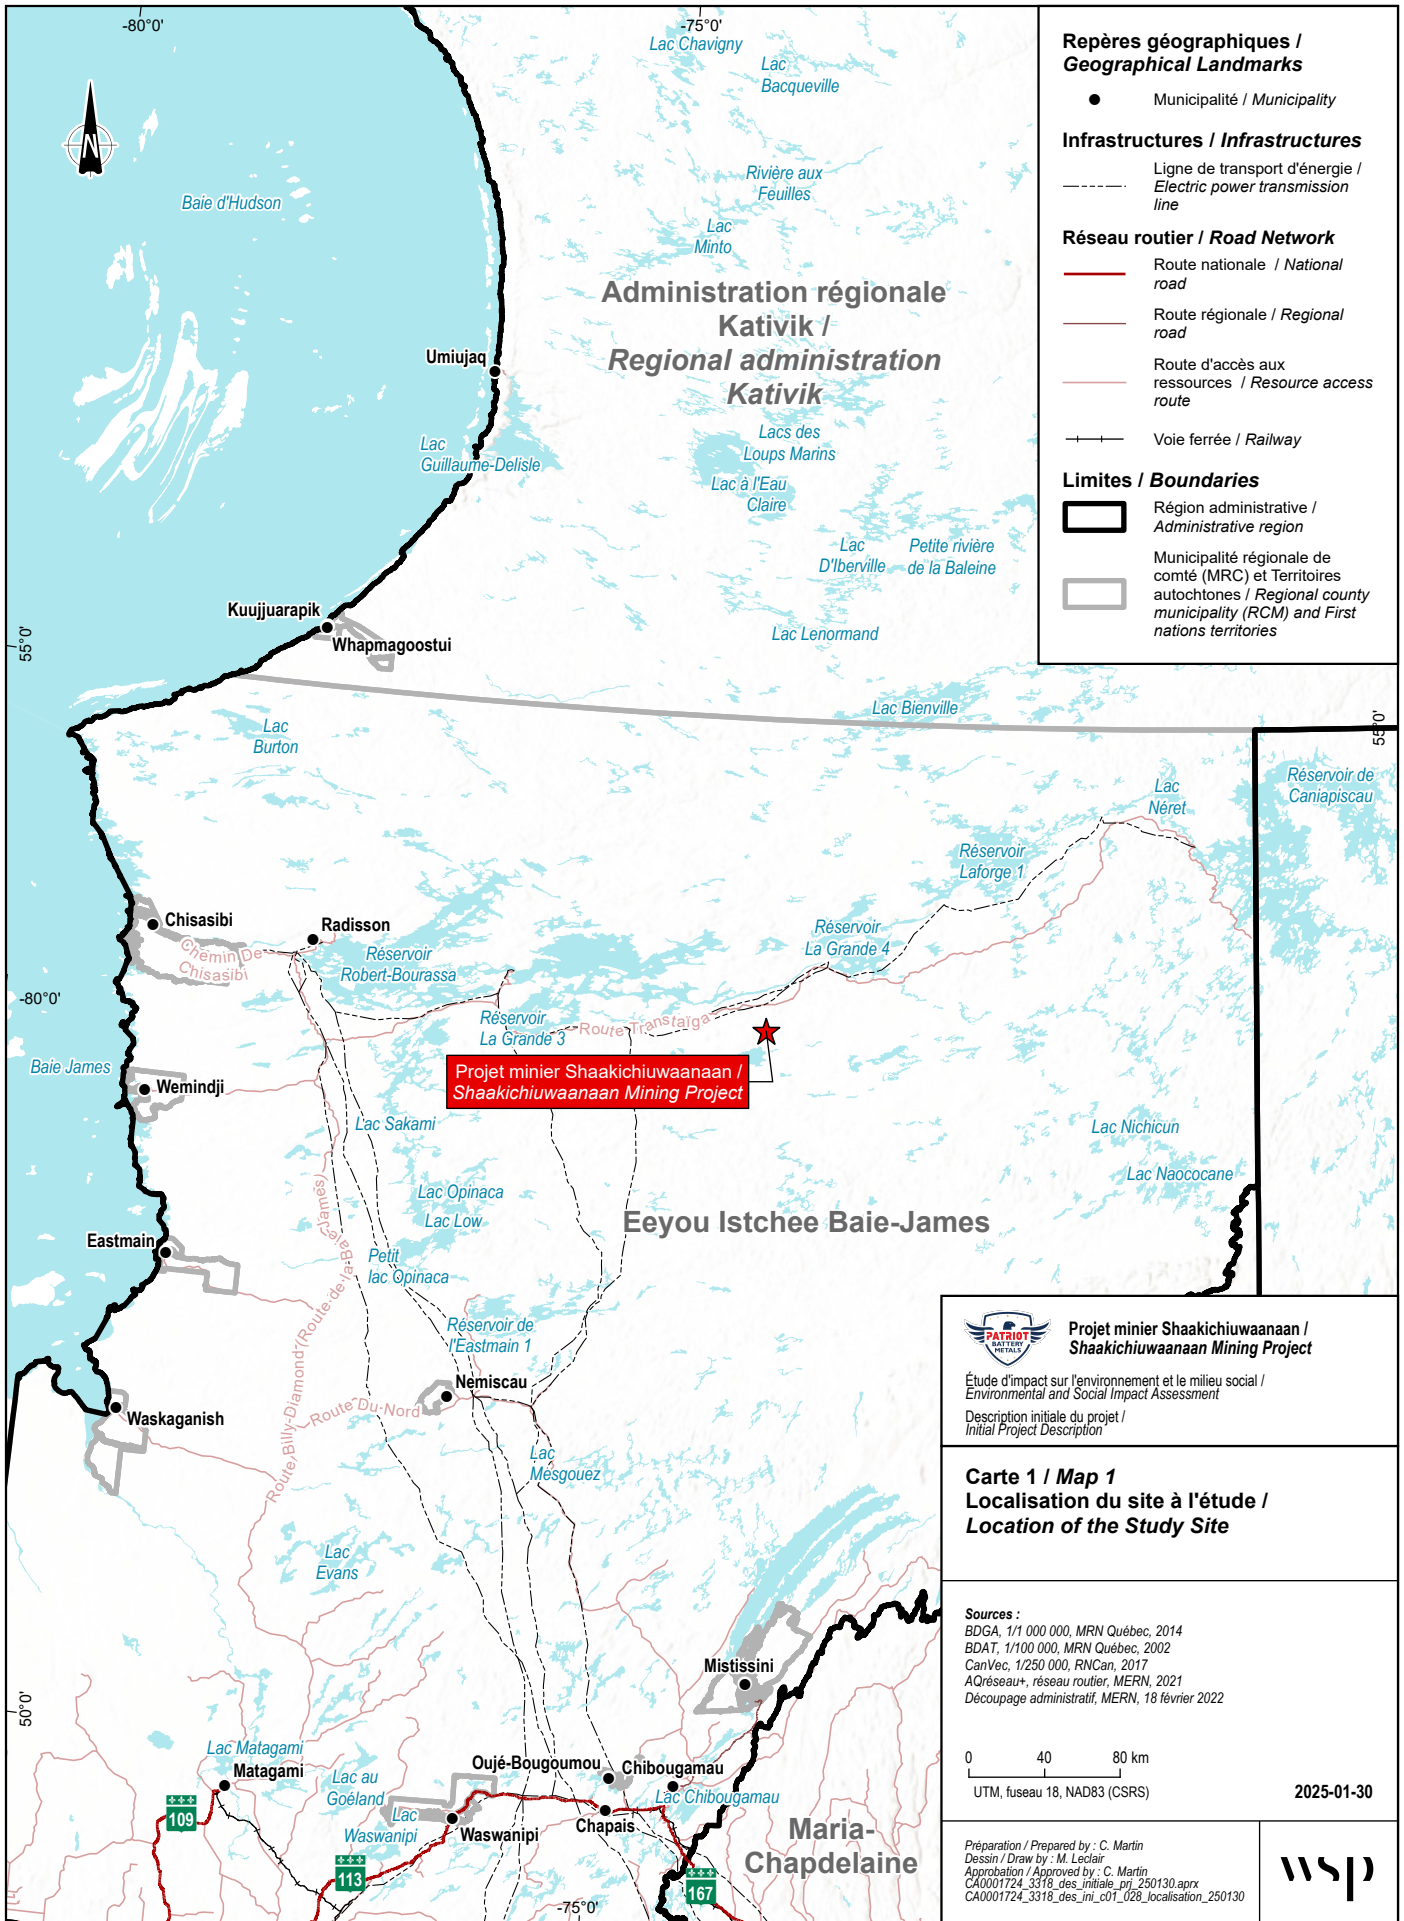 -80°0'
-75°0'
Lac Chavigny
Lac
Bacqueville
N
Baie d'Hudson
Rivière aux
Feuilles
Lac
Minto
Administration régionale
Kativik /
Regional administration
Kativik
Umiujaq
Lac
Guillaume-Delisle
Lacs des
Loups Marins
Lac à l'Eau
Claire
Lac
D'Iberville
Petite rivière
de la Baleine
Kuujjuarapik
Whapmagoostui
Lac Lenormand
55°0'
55°0'
Lac Bienville
Lac
Burton
Réservoir de
Caniapiscau
Lac
Néret
Réservoir
Laforge 1
Chisasibi
Radisson
Chemin De
Chisasibi
Réservoir
Robert-Bourassa
Réservoir
La Grande 4
-80°0'
Réservoir
La Grande 3
Route Transtaïga
Projet minier Shaakichiuwaanaan /
Shaakichiuwaanaan Mining Project
Baie James
Wemindji
Lac Sakami
Lac Nichicun
Lac Naococane
Lac Opinaca
Lac Low
Eeyou Istchee Baie-James
Eastmain
Petit
lac Opinaca
Route Billy-Diamond (Route de la Baie James)
Réservoir de
l'Eastmain 1
Nemiscau
Route Du Nord
Waskaganish
Lac
Mesgouez
Lac
Evans
Mistissini
50°0'
Lac Matagami
Matagami
Lac au
Goéland
Oujé-Bougoumou
Chibougamau
Lac Chibougamau
Lac
Waswanipi
Waswanipi
Chapais
109
113
167
Maria-
Chapdelaine
-75°0'
Repères géographiques /
Geographical Landmarks
Municipalité / Municipality
Infrastructures / Infrastructures
Ligne de transport d'énergie /
Electric power transmission
line
Réseau routier / Road Network
Route nationale / National
road
Route régionale / Regional
road
Route d'accès aux
ressources / Resource access
route
Voie ferrée / Railway
Limites / Boundaries
Région administrative /
Administrative region
Municipalité régionale de
comté (MRC) et Territoires
autochtones / Regional county
municipality (RCM) and First
nations territories
PATRIOT
BATTERY
METALS
Projet minier Shaakichiuwaanaan /
Shaakichiuwaanaan Mining Project
Étude d'impact sur l'environnement et le milieu social /
Environmental and Social Impact Assessment
Description initiale du projet /
Initial Project Description
Carte 1 / Map 1
Localisation du site à l'étude /
Location of the Study Site
Sources :
BDGA, 1/1 000 000, MRN Québec, 2014
BDAT, 1/100 000, MRN Québec, 2002
CanVec, 1/250 000, RNCan, 2017
AQréseau+, réseau routier, MERN, 2021
Découpage administratif, MERN, 18 février 2022
0 40 80 km
UTM, fuseau 18, NAD83 (CSRS)
2025-01-30
Préparation / Prepared by : C. Martin
Dessin / Draw by : M. Leclair
Approbation / Approved by : C. Martin
CA0001724_3318_des_initiale_prj_250130.aprx
CA0001724_3318_des_ini_c01_028_localisation_250130
wsp